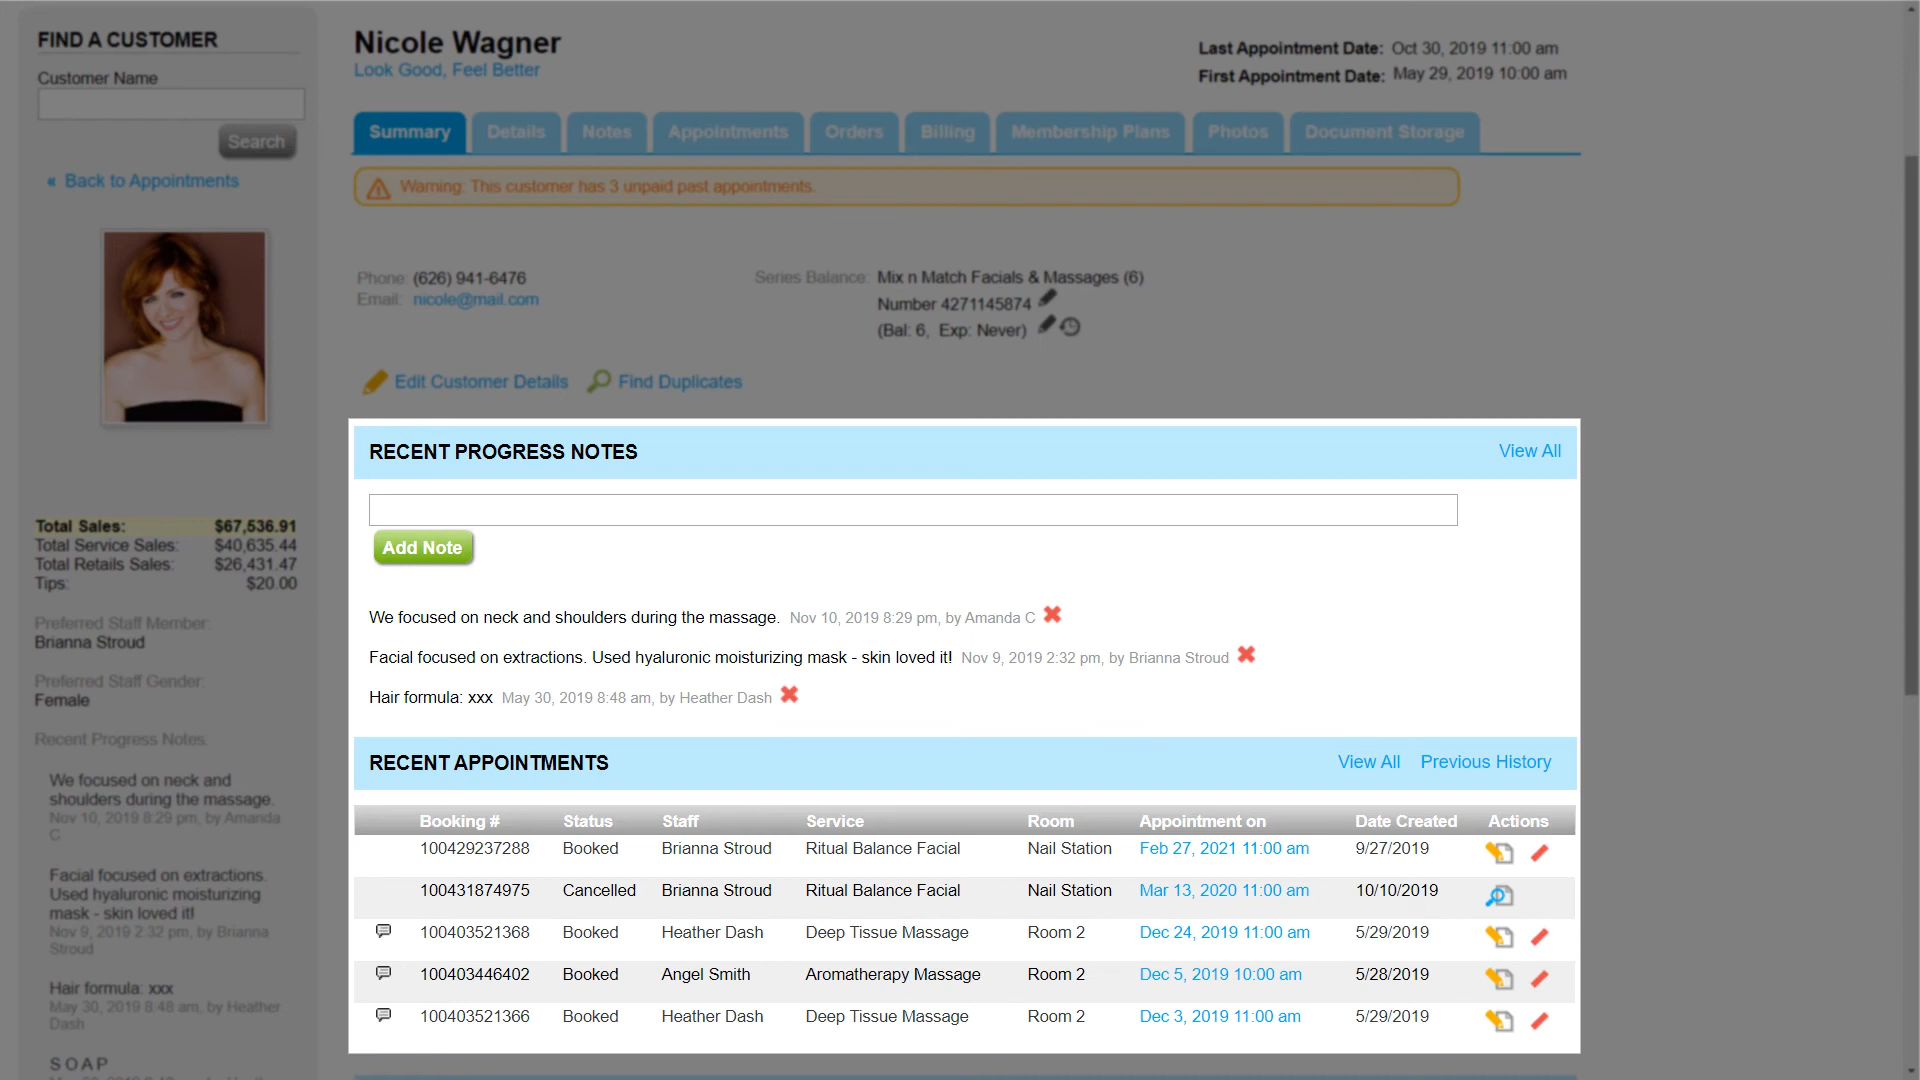 FIND A CUSTOMER
Customer Name
Search
« Back to Appointments
Total Sales: $67,536.91
Total Service Sales: $40,635.44
Total Retails Sales: $26,431.47
Tips: $20.00
Preferred Staff Member:
Brianna Stroud
Preferred Staff Gender:
Female
Recent Progress Notes:
We focused on neck and
shoulders during the massage.
Nov 10, 2019 8:29 pm, by Amanda
C
Facial focused on extractions.
Used hyaluronic moisturizing
mask - skin loved it!
Nov 9, 2019 2:32 pm, by Brianna
Stroud
Hair formula: xxx
May 30, 2019 8:48 am, by Heather
Dash
S O A P
Nicole Wagner
Look Good, Feel Better
Last Appointment Date: Oct 30, 2019 11:00 am
First Appointment Date: May 29, 2019 10:00 am
Summary Details Notes Appointments Orders Billing Membership Plans Photos Document Storage
Warning: This customer has 3 unpaid past appointments.
Phone: (626) 941-6476
Email: nicole@mail.com
Series Balance: Mix n Match Facials & Massages (6)
Number 4271145874
(Bal: 6, Exp: Never)
Edit Customer Details Find Duplicates
RECENT PROGRESS NOTES View All
Add Note
We focused on neck and shoulders during the massage. Nov 10, 2019 8:29 pm, by Amanda C
Facial focused on extractions. Used hyaluronic moisturizing mask - skin loved it! Nov 9, 2019 2:32 pm, by Brianna Stroud
Hair formula: xxx May 30, 2019 8:48 am, by Heather Dash
RECENT APPOINTMENTS View All Previous History
Booking # Status Staff Service Room Appointment on Date Created Actions
100429237288 Booked Brianna Stroud Ritual Balance Facial Nail Station Feb 27, 2021 11:00 am 9/27/2019
100431874975 Cancelled Brianna Stroud Ritual Balance Facial Nail Station Mar 13, 2020 11:00 am 10/10/2019
100403521368 Booked Heather Dash Deep Tissue Massage Room 2 Dec 24, 2019 11:00 am 5/29/2019
100403446402 Booked Angel Smith Aromatherapy Massage Room 2 Dec 5, 2019 10:00 am 5/28/2019
100403521366 Booked Heather Dash Deep Tissue Massage Room 2 Dec 3, 2019 11:00 am 5/29/2019